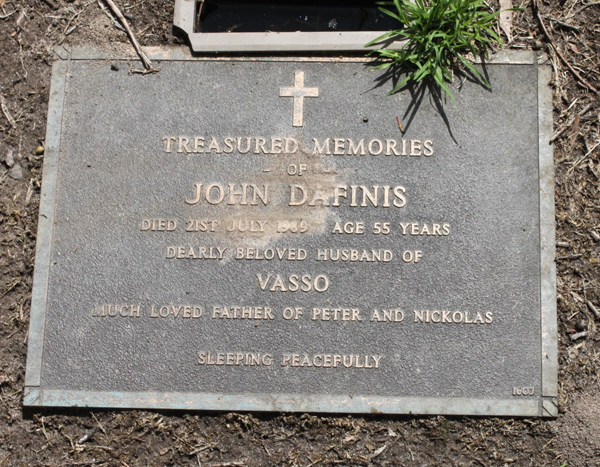 TREASURED MEMORIES
- OF -
JOHN DAFINIS
DIED 21ST JULY 1989 AGE 55 YEARS
DEARLY BELOVED HUSBAND OF
VASSO
MUCH LOVED FATHER OF PETER AND NICKOLAS
SLEEPING PEACEFULLY